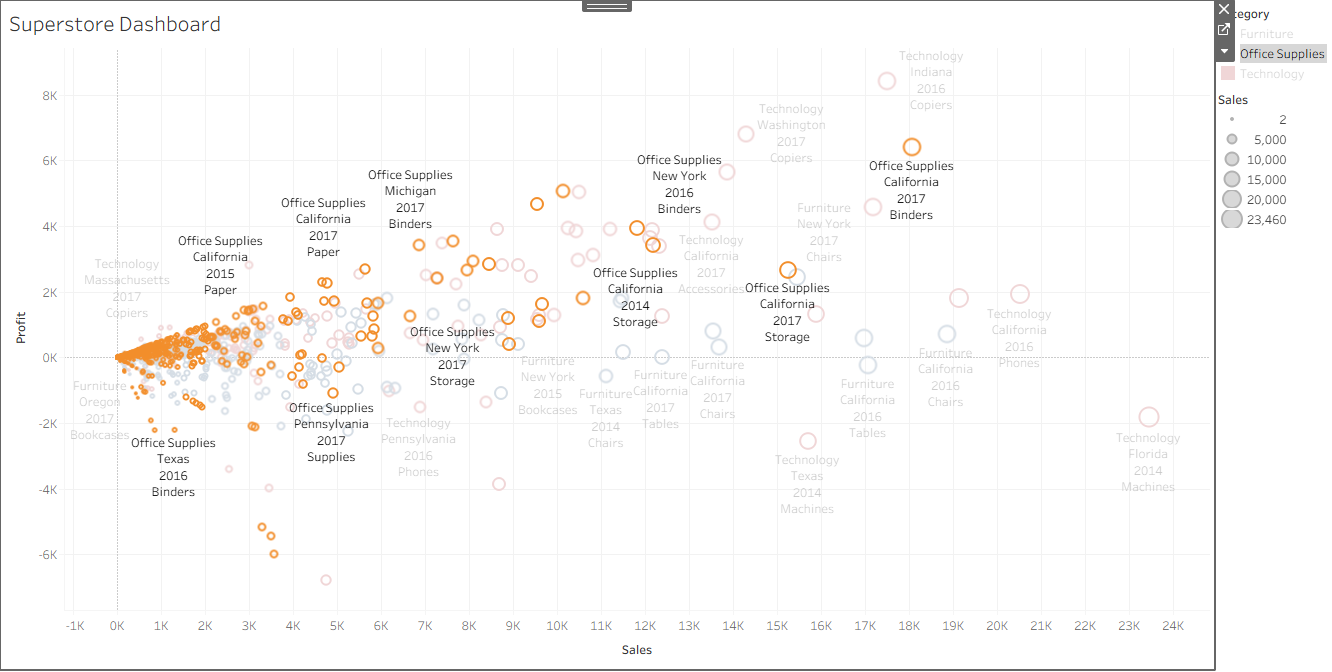 Superstore Dashboard
tegory
Furniture
Office Supplies
Technology
Sales
2
5,000
10,000
15,000
20,000
23,460
Profit
8K
6K
4K
2K
0K
-2K
-4K
-6K
Technology
Indiana
2016
Copiers
Technology
Washington
2017
Copiers
Office Supplies
New York
2016
Binders
Office Supplies
California
2017
Binders
Office Supplies
Michigan
2017
Binders
Office Supplies
California
2017
Paper
Furniture
New York
2017
Chairs
Office Supplies
California
2015
Paper
Technology
California
2017
Accessories
Technology
Massachusetts
2017
Copiers
Office Supplies
California
2014
Storage
Office Supplies
California
2017
Storage
Technology
California
2016
Phones
Office Supplies
New York
2017
Storage
Furniture
California
2016
Chairs
Furniture
New York
2015
Bookcases
Furniture
California
2017
Chairs
Furniture
California
2017
Tables
Furniture
Oregon
2017
Bookcases
Furniture
Texas
2014
Chairs
Furniture
California
2016
Tables
Office Supplies
Pennsylvania
2017
Supplies
Technology
Pennsylvania
2016
Phones
Office Supplies
Texas
2016
Binders
Technology
Florida
2014
Machines
Technology
Texas
2014
Machines
-1K
0K
1K
2K
3K
4K
5K
6K
7K
8K
9K
10K
11K
12K
13K
14K
15K
16K
17K
18K
19K
20K
21K
22K
23K
24K
Sales